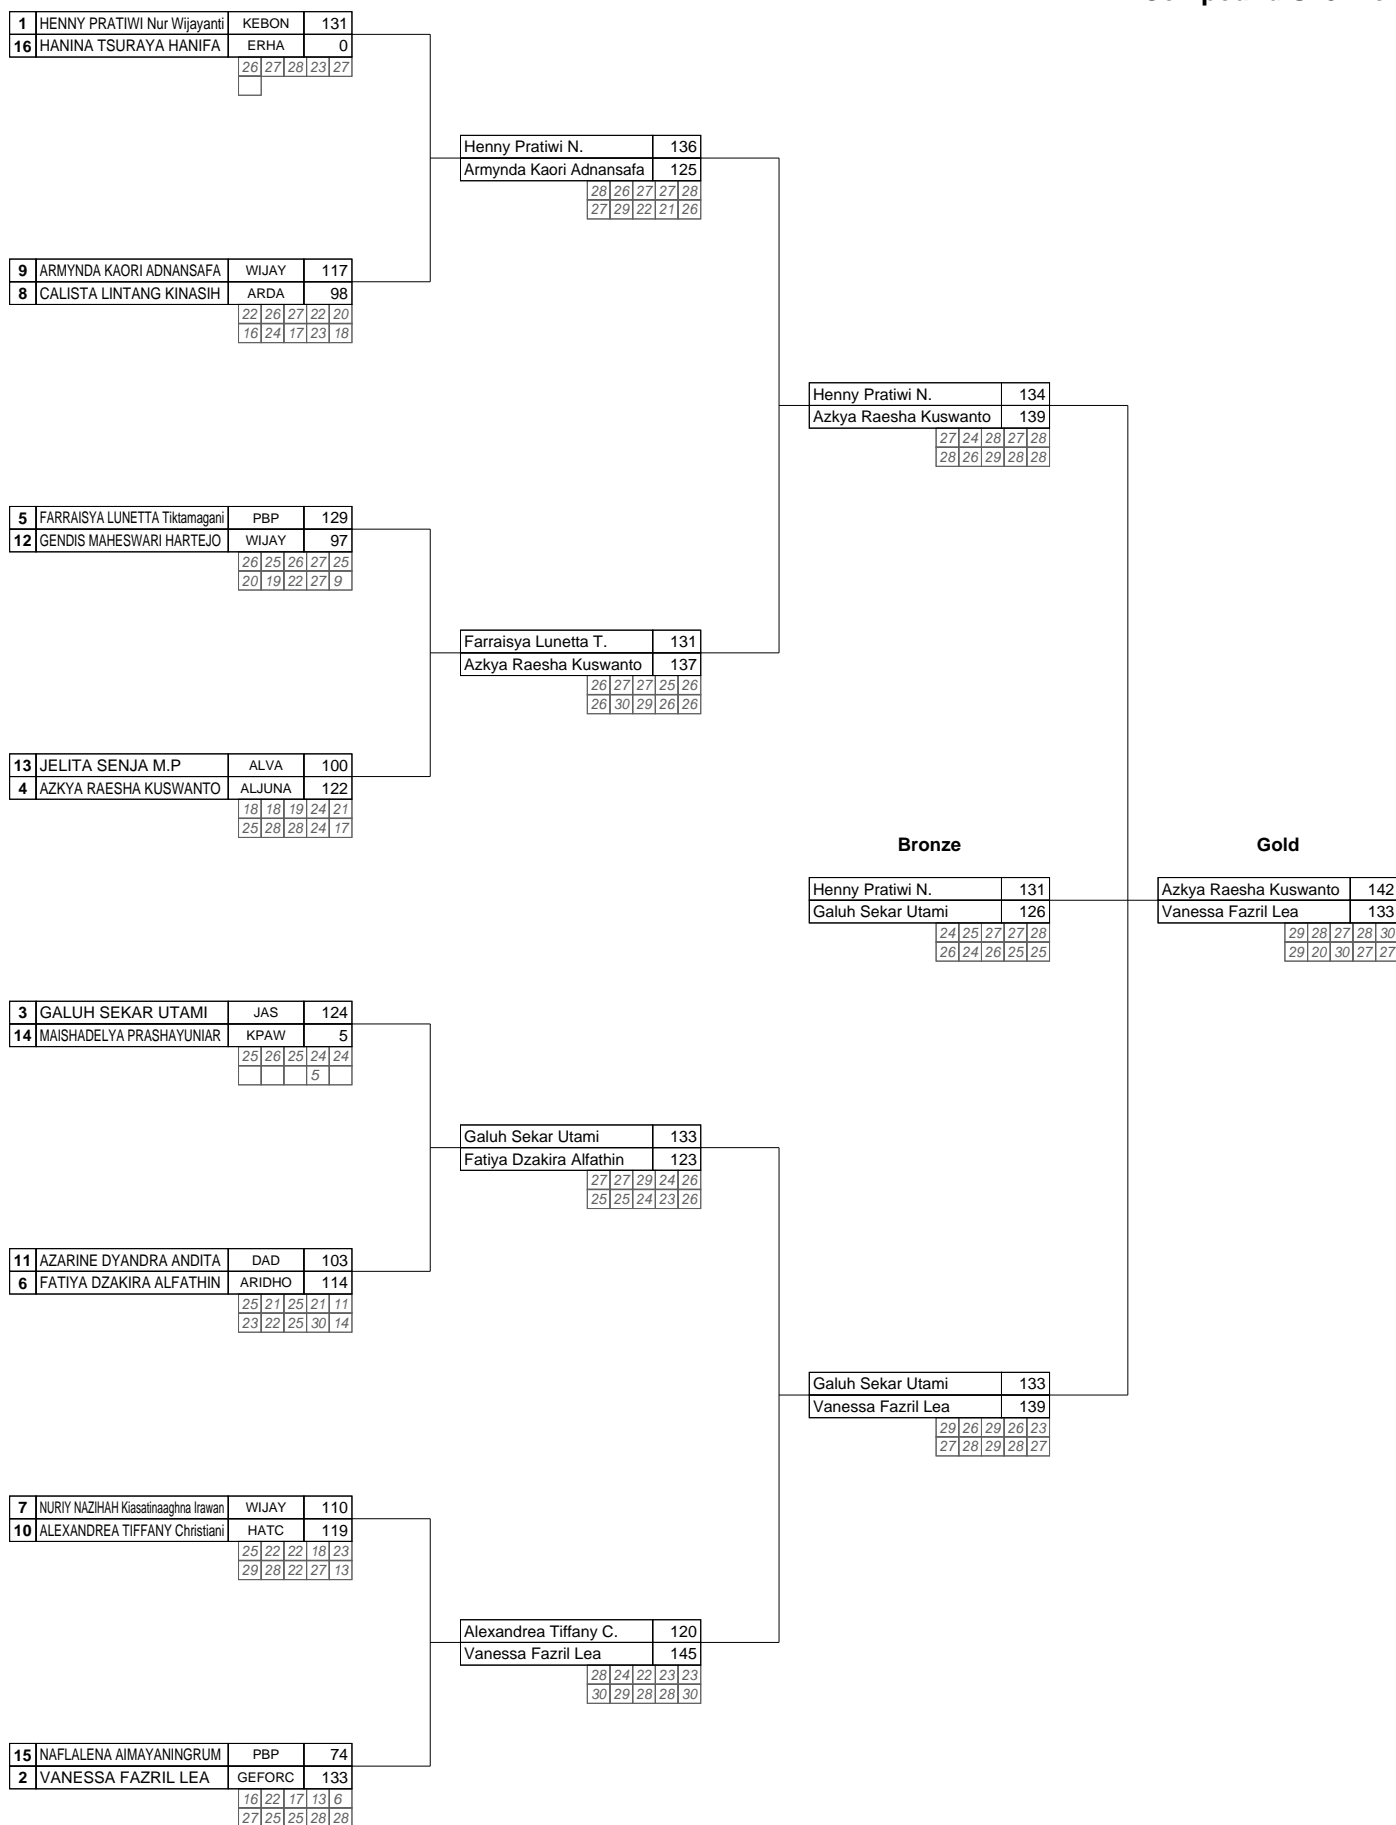 1 HENNY PRATIWI Nur Wijayanti KEBON 131
16 HANINA TSURAYA HANIFA ERHA 0
26 27 28 23 27
Henny Pratiwi N. 136
Armynda Kaori Adnansafa 125
28 26 27 27 28
27 29 22 21 26
9 ARMYNDA KAORI ADNANSAFA WIJAY 117
8 CALISTA LINTANG KINASIH ARDA 98
22 26 27 22 20
16 24 17 23 18
Henny Pratiwi N. 134
Azkya Raesha Kuswanto 139
27 24 28 27 28
28 26 29 28 28
5 FARRAISYA LUNETTA Tiktamagani PBP 129
12 GENDIS MAHESWARI HARTEJO WIJAY 97
26 25 26 27 25
20 19 22 27 9
Farraisya Lunetta T. 131
Azkya Raesha Kuswanto 137
26 27 27 25 26
26 30 29 26 26
13 JELITA SENJA M.P ALVA 100
4 AZKYA RAESHA KUSWANTO ALJUNA 122
18 18 19 24 21
25 28 28 24 17
Bronze Gold
Henny Pratiwi N. 131 Azkya Raesha Kuswanto 142
Galuh Sekar Utami 126 Vanessa Fazril Lea 133
24 25 27 27 28 29 28 27 28 30
26 24 26 25 25 29 20 30 27 27
3 GALUH SEKAR UTAMI JAS 124
14 MAISHADELYA PRASHAYUNIAR KPAW 5
25 26 25 24 24
5
Galuh Sekar Utami 133
Fatiya Dzakira Alfathin 123
27 27 29 24 26
25 25 24 23 26
11 AZARINE DYANDRA ANDITA DAD 103
6 FATIYA DZAKIRA ALFATHIN ARIDHO 114
25 21 25 21 11
23 22 25 30 14
Galuh Sekar Utami 133
Vanessa Fazril Lea 139
29 26 29 26 23
27 28 29 28 27
7 NURIY NAZIHAH Kiasatinaaghna Irawan WIJAY 110
10 ALEXANDREA TIFFANY Christiani HATC 119
25 22 22 18 23
29 28 22 27 13
Alexandrea Tiffany C. 120
Vanessa Fazril Lea 145
28 24 22 23 23
30 29 28 28 30
15 NAFLALENA AIMAYANINGRUM PBP 74
2 VANESSA FAZRIL LEA GEFORC 133
16 22 17 13 6
27 25 25 28 28